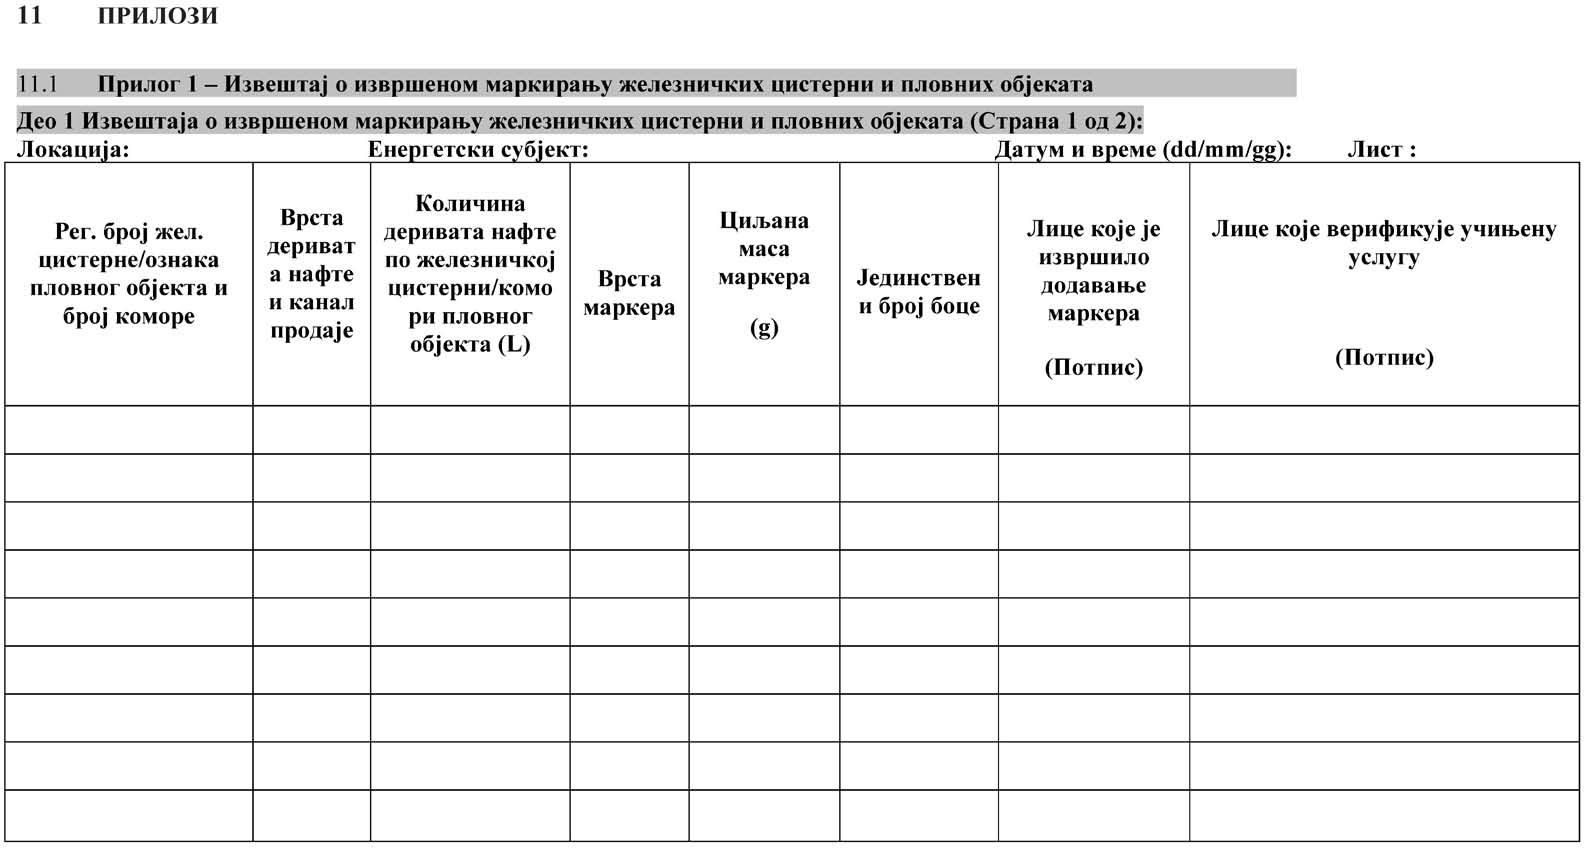 11 ПРИЛОЗИ
11.1 Прилог 1 – Извештај о извршеном маркирању железничких цистерни и пловних објеката
Део 1 Извештаја о извршеном маркирању железничких цистерни и пловних објеката (Страна 1 од 2):
Локација: Енергетски субјект: Датум и време (dd/mm/gg): Лист :
Рег. број жел.
цистерне/ознака
пловног објекта и
број коморе
Врста
дериват
а нафте
и канал
продаје
Количина
деривата нафте
по железничкој
цистерни/комо
ри пловног
објекта (L)
Врста
маркера
Циљана
маса
маркера
(g)
Јединствен
и број боце
Лице које је
извршило
додавање
маркера
(Потпис)
Лице које верификује учињену
услугу
(Потпис)